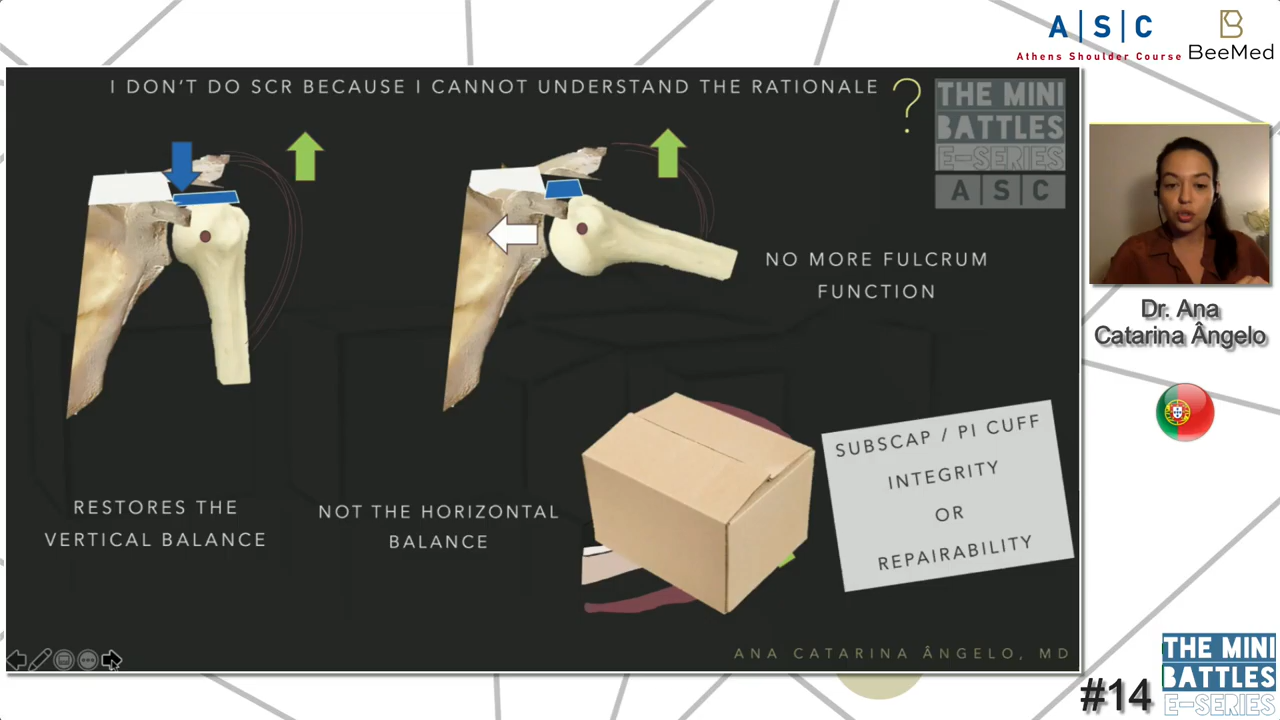 A|S|C
Athens Shoulder Course
BeeMed
I DON'T DO SCR BECAUSE I CANNOT UNDERSTAND THE RATIONALE
?
THE MINI
BATTLES
E-SERIES
A|S|C
NO MORE FULCRUM
FUNCTION
Dr. Ana
Catarina Ângelo
SUBSCAP / PI CUFF
INTEGRITY
OR
REPAIRABILITY
RESTORES THE
VERTICAL BALANCE
NOT THE HORIZONTAL
BALANCE
ANA CATARINA ÂNGELO, MD
#14
THE MINI
BATTLES
E-SERIES